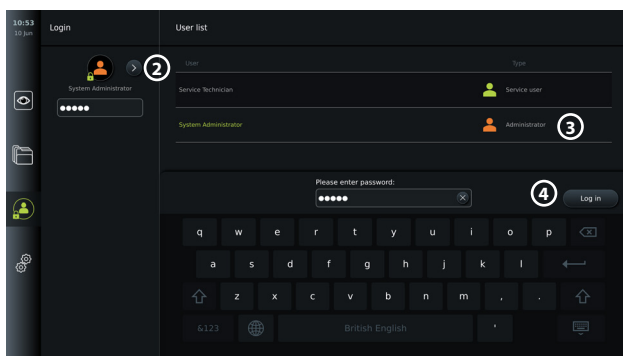 10:53
10 Jun
Login
User list
2
User
Type
System Administrator
Service Technician
Service user
System Administrator
Administrator
3
Please enter password:
4
Log in
q w e r t y u i o p
a s d f g h j k l
z x c v b n m , .
&123
British English
'